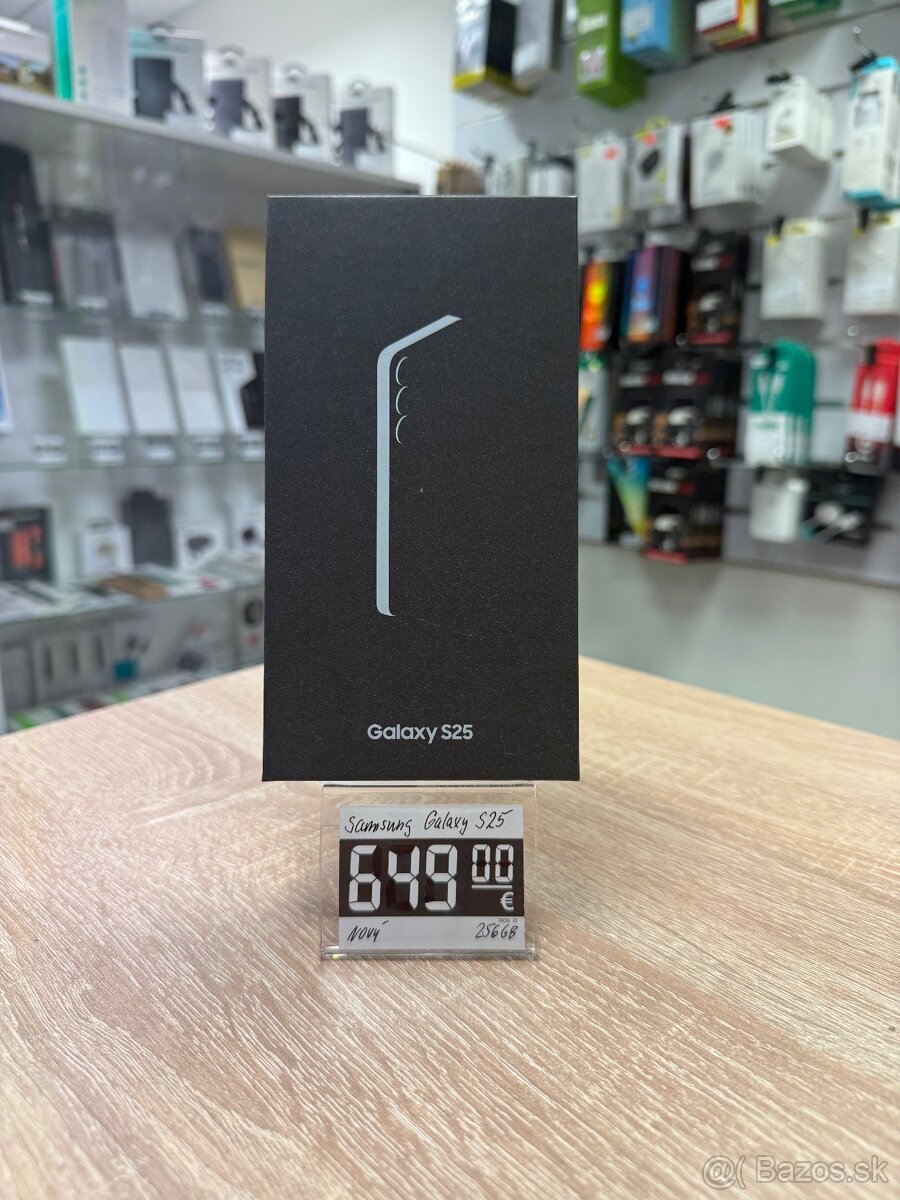 Galaxy S25
Samsung Galaxy S25
649 00
€
Nový 256GB
@( Bazos.sk